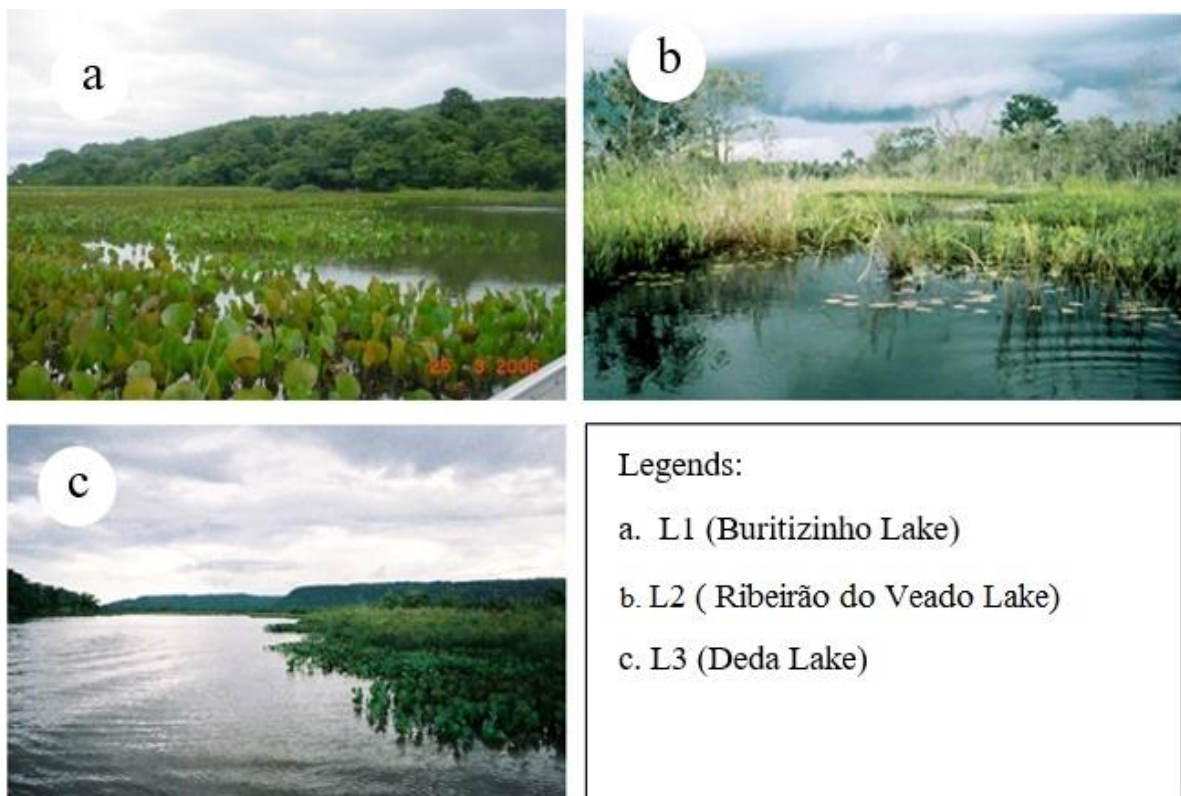 a
b
25 3 2006
c
Legends:
a. L1 (Buritizinho Lake)
b. L2 ( Ribeirão do Veado Lake)
c. L3 (Deda Lake)